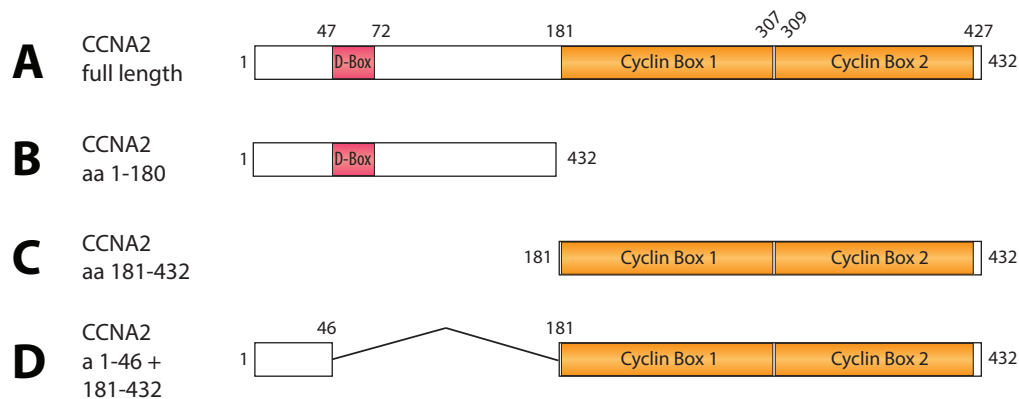 47 72 181 307 309 427
A CCNA2 full length 1 D-Box Cyclin Box 1 Cyclin Box 2 432
B CCNA2 aa 1-180 1 D-Box 432
C CCNA2 aa 181-432 181 Cyclin Box 1 Cyclin Box 2 432
46 181
D CCNA2 a 1-46 + 181-432 1 Cyclin Box 1 Cyclin Box 2 432